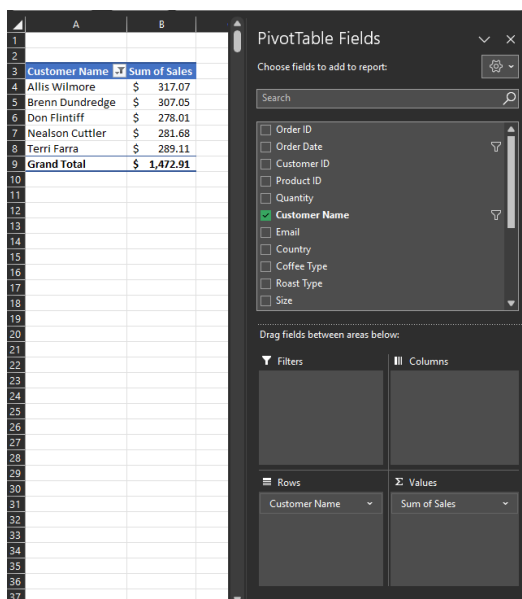 A B
1
2
3 Customer Name Sum of Sales
4 Allis Wilmore $ 317.07
5 Brenn Dundredge $ 307.05
6 Don Flintiff $ 278.01
7 Nealson Cuttler $ 281.68
8 Terri Farra $ 289.11
9 Grand Total $ 1,472.91
10
11
12
13
14
15
16
17
18
19
20
21
22
23
24
25
26
27
28
29
30
31
32
33
34
35
36
37
PivotTable Fields
Choose fields to add to report:
Search
Order ID
Order Date
Customer ID
Product ID
Quantity
Customer Name
Email
Country
Coffee Type
Roast Type
Size
Drag fields between areas below:
Filters
Columns
Rows
Σ Values
Customer Name
Sum of Sales